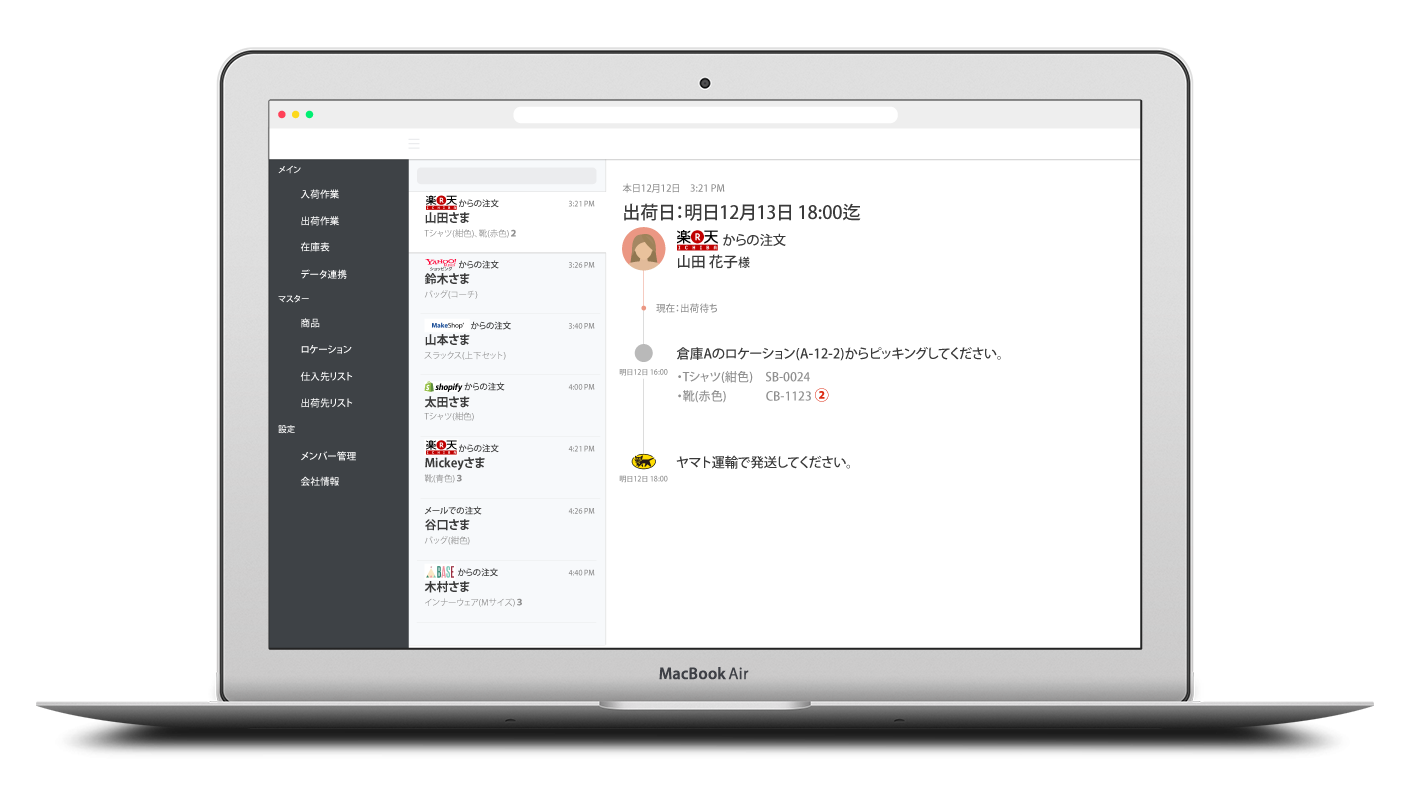 メイン
入荷作業
出荷作業
在庫表
データ連携
マスター
商品
ロケーション
仕入先リスト
出荷先リスト
設定
メンバー管理
会社情報
楽R天 ICHIBA からの注文 3:21 PM
山田さま
Tシャツ(紺色)、靴(赤色) 2
YAHOO! ショッピング からの注文 3:26 PM
鈴木さま
バッグ(コーチ)
MakeShop からの注文 3:40 PM
山本さま
スラックス(上下セット)
shopify からの注文 4:00 PM
太田さま
Tシャツ(紺色)
楽R天 ICHIBA からの注文 4:21 PM
Mickeyさま
靴(青色) 3
メールでの注文 4:26 PM
谷口さま
バッグ(紺色)
BASE からの注文 4:40 PM
木村さま
インナーウェア(Mサイズ) 3
本日12月12日 3:21 PM
出荷日：明日12月13日 18:00迄
楽R天 ICHIBA からの注文
山田 花子様
現在：出荷待ち
倉庫Aのロケーション(A-12-2)からピッキングしてください。
明日12日 16:00
・Tシャツ(紺色) SB-0024
・靴(赤色) CB-1123 2
ヤマト運輸で発送してください。
明日12日 18:00
MacBook Air